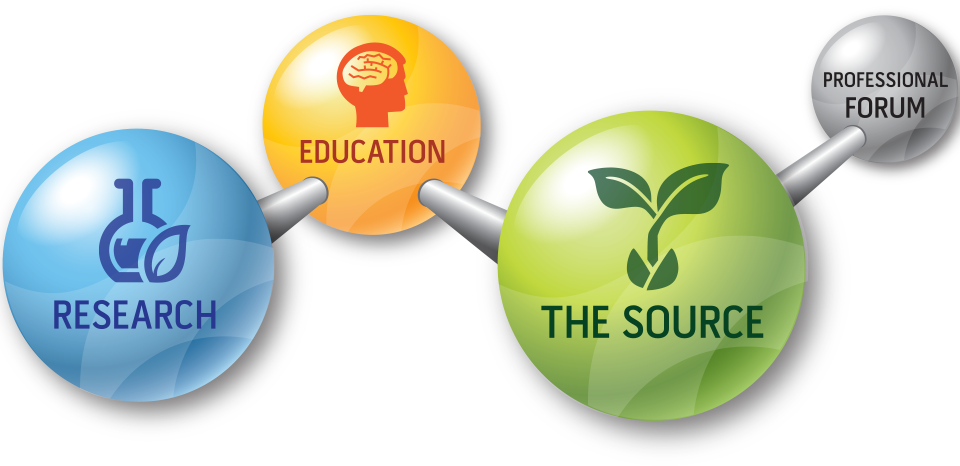 RESEARCH
EDUCATION
THE SOURCE
PROFESSIONAL
FORUM